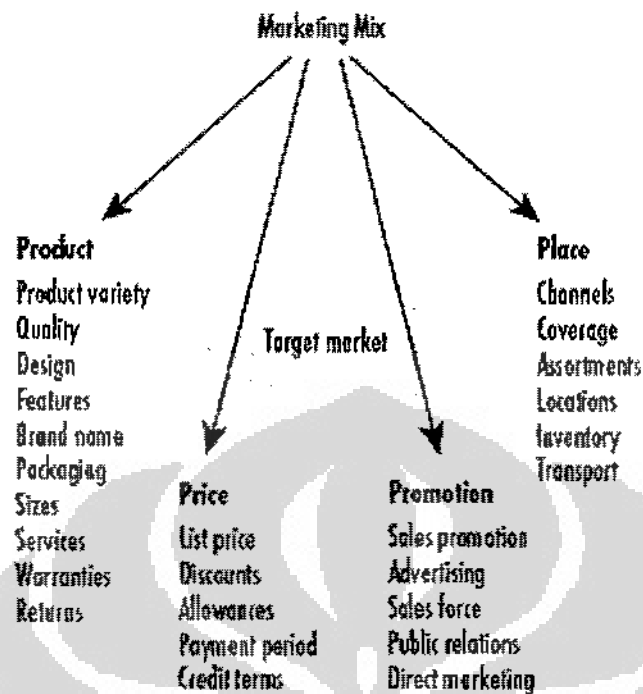 Marketing Mix
Product
Product variety
Quality
Design
Features
Brand name
Packaging
Sizes
Services
Warranties
Returns
Target market
Price
List price
Discounts
Allowances
Payment period
Credit terms
Promotion
Sales promotion
Advertising
Sales force
Public relations
Direct marketing
Place
Channels
Coverage
Assortments
Locations
Inventory
Transport